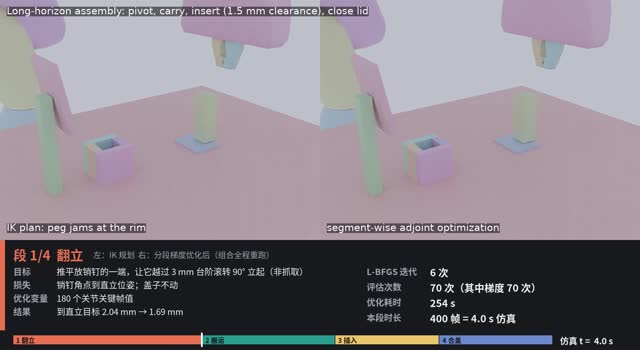 Long-horizon assembly: pivot, carry, insert (1.5 mm clearance), close lid
IK plan: peg jams at the rim
segment-wise adjoint optimization
段 1/4 翻立 左：IK 规划 右：分段梯度优化后（组合全程重跑）
目标 推平放销钉的一端，让它越过 3 mm 台阶滚转 90° 立起（非抓取）
损失 销钉角点到直立位姿；盖子不动
优化变量 180 个关节关键帧值
结果 到直立目标 2.04 mm → 1.69 mm
L-BFGS 迭代 6 次
评估次数 70 次（其中梯度 70 次）
优化耗时 254 s
本段时长 400 帧 = 4.0 s 仿真
1 翻立 2 搬运 3 插入 4 合盖 仿真 t = 4.0 s